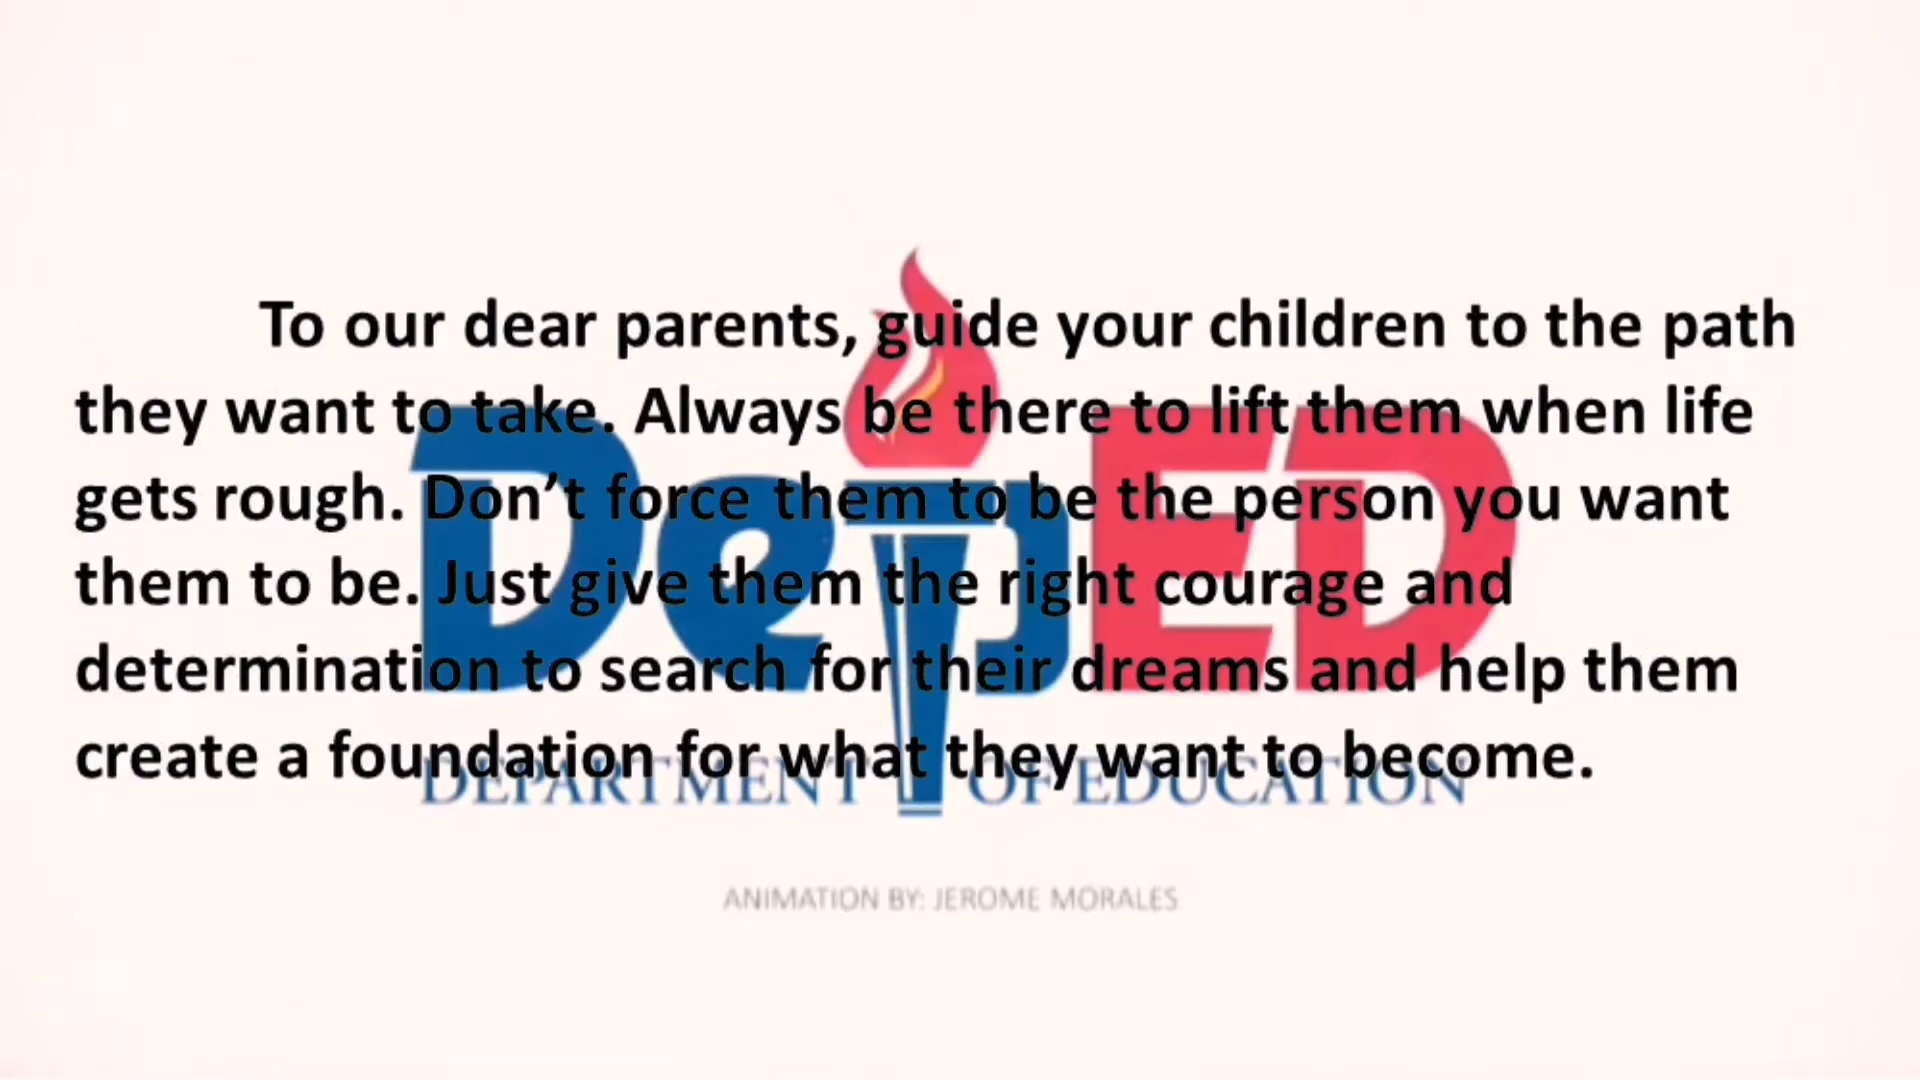 To our dear parents, guide your children to the path
they want to take. Always be there to lift them when life
gets rough. Don’t force them to be the person you want
them to be. Just give them the right courage and
determination to search for their dreams and help them
create a foundation for what they want to become.
DepED
DEPARTMENT OF EDUCATION
ANIMATION BY: JEROME MORALES